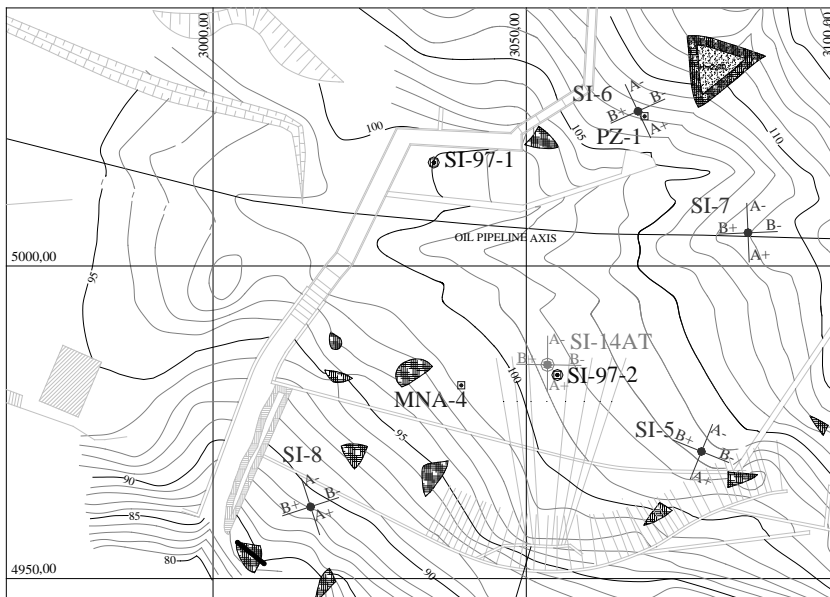 3000,00
3050,00
3100,00
SI-6
A-
B+
B-
A+
PZ-1
100
105
110
SI-97-1
SI-7
A-
B+
B-
A+
OIL PIPELINE AXIS
5000,00
95
SI-14AT
A-
B+
B-
A+
SI-97-2
100
MNA-4
95
SI-5
B+
A-
B-
A+
SI-8
A-
B+
B-
A+
90
85
80
90
4950,00